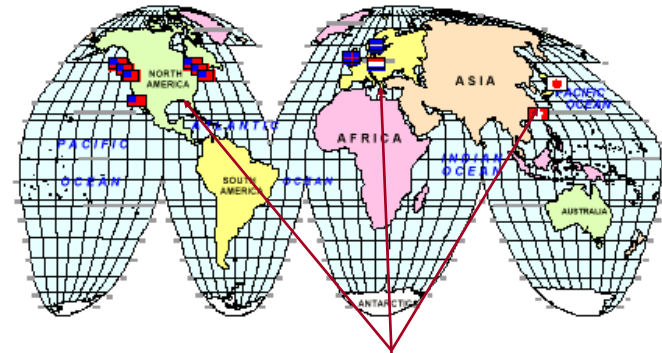 NORTH
AMERICA
ASIA
PACIFIC
OCEAN
ATLANTIC
AFRICA
PACIFIC
INDIAN
OCEAN
OCEAN
SOUTH
AMERICA
OCEAN
AUSTRALIA
ANTARCTICA